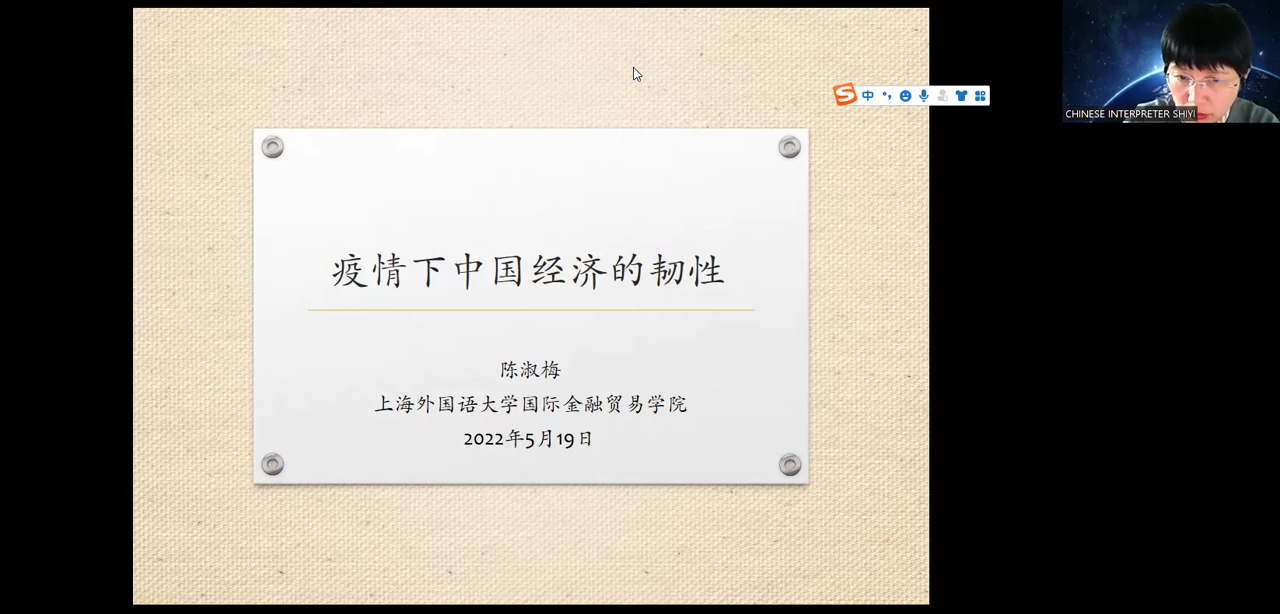 中
CHINESE INTERPRETER SHIYI
疫情下中国经济的韧性
陈淑梅
上海外国语大学国际金融贸易学院
2022年5月19日